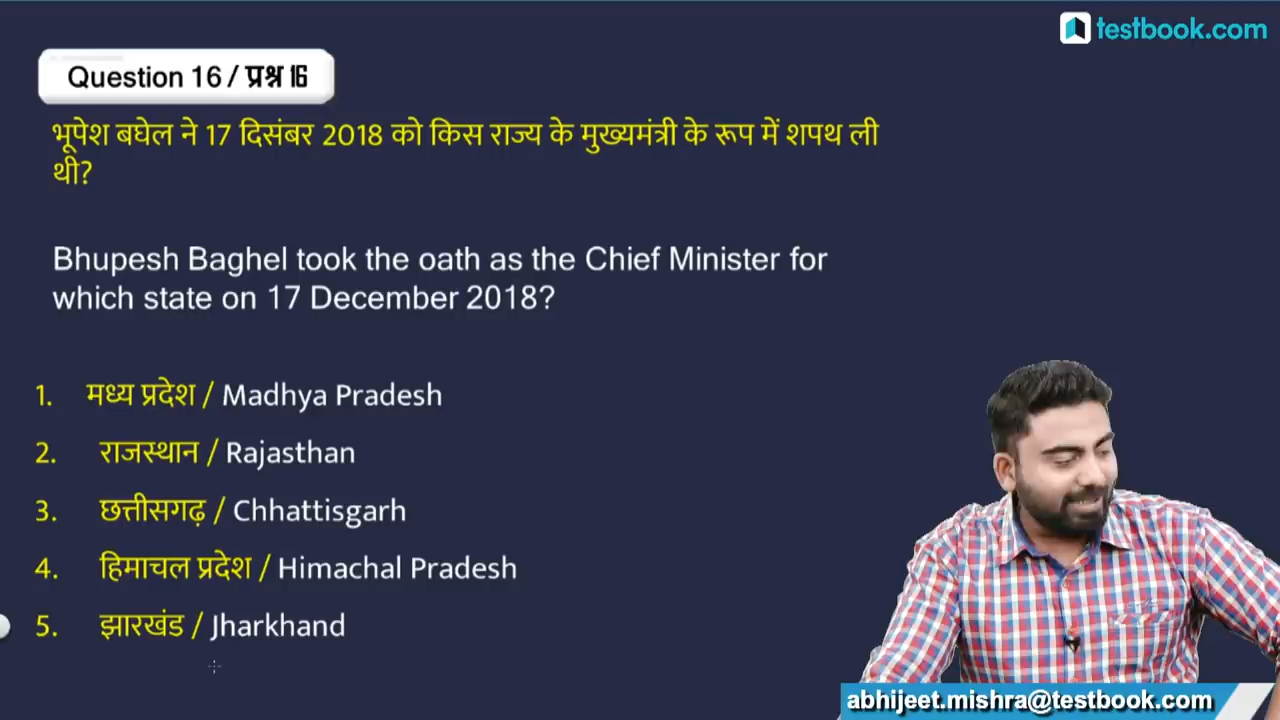 testbook.com
Question 16 / प्रश्न 16
भूपेश बघेल ने 17 दिसंबर 2018 को किस राज्य के मुख्यमंत्री के रूप में शपथ ली
थी?
Bhupesh Baghel took the oath as the Chief Minister for
which state on 17 December 2018?
1. मध्य प्रदेश / Madhya Pradesh
2. राजस्थान / Rajasthan
3. छत्तीसगढ़ / Chhattisgarh
4. हिमाचल प्रदेश / Himachal Pradesh
5. झारखंड / Jharkhand
abhijeet.mishra@testbook.com